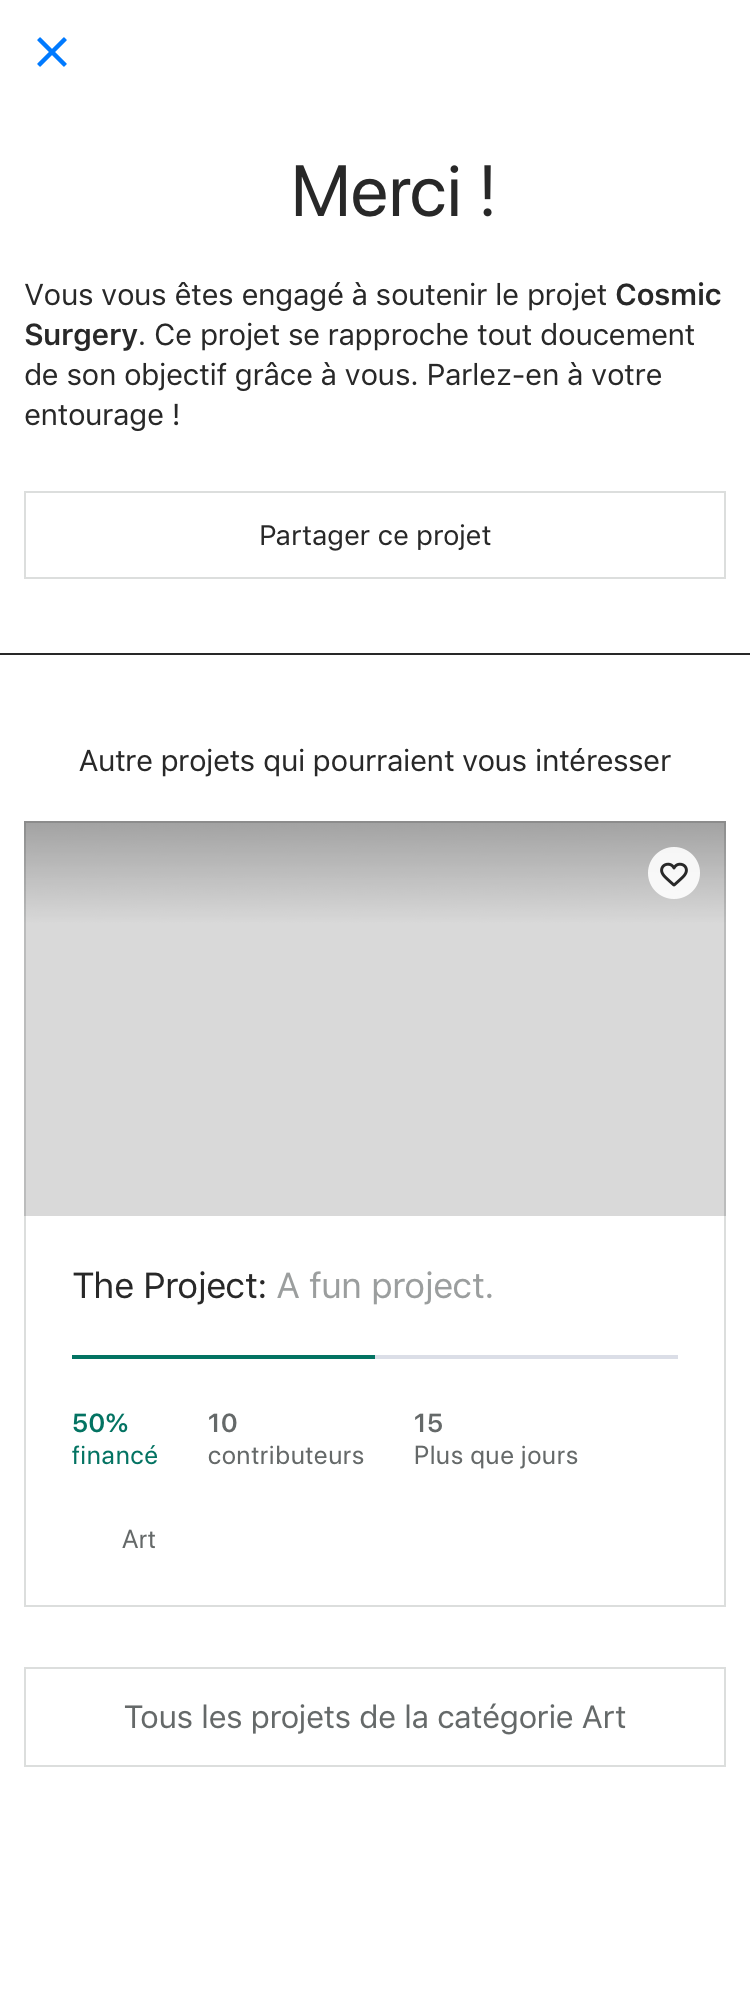 Merci !
Vous vous êtes engagé à soutenir le projet Cosmic
Surgery. Ce projet se rapproche tout doucement
de son objectif grâce à vous. Parlez-en à votre
entourage !
Partager ce projet
Autre projets qui pourraient vous intéresser
The Project: A fun project.
50% 10 15
financé contributeurs Plus que jours
Art
Tous les projets de la catégorie Art